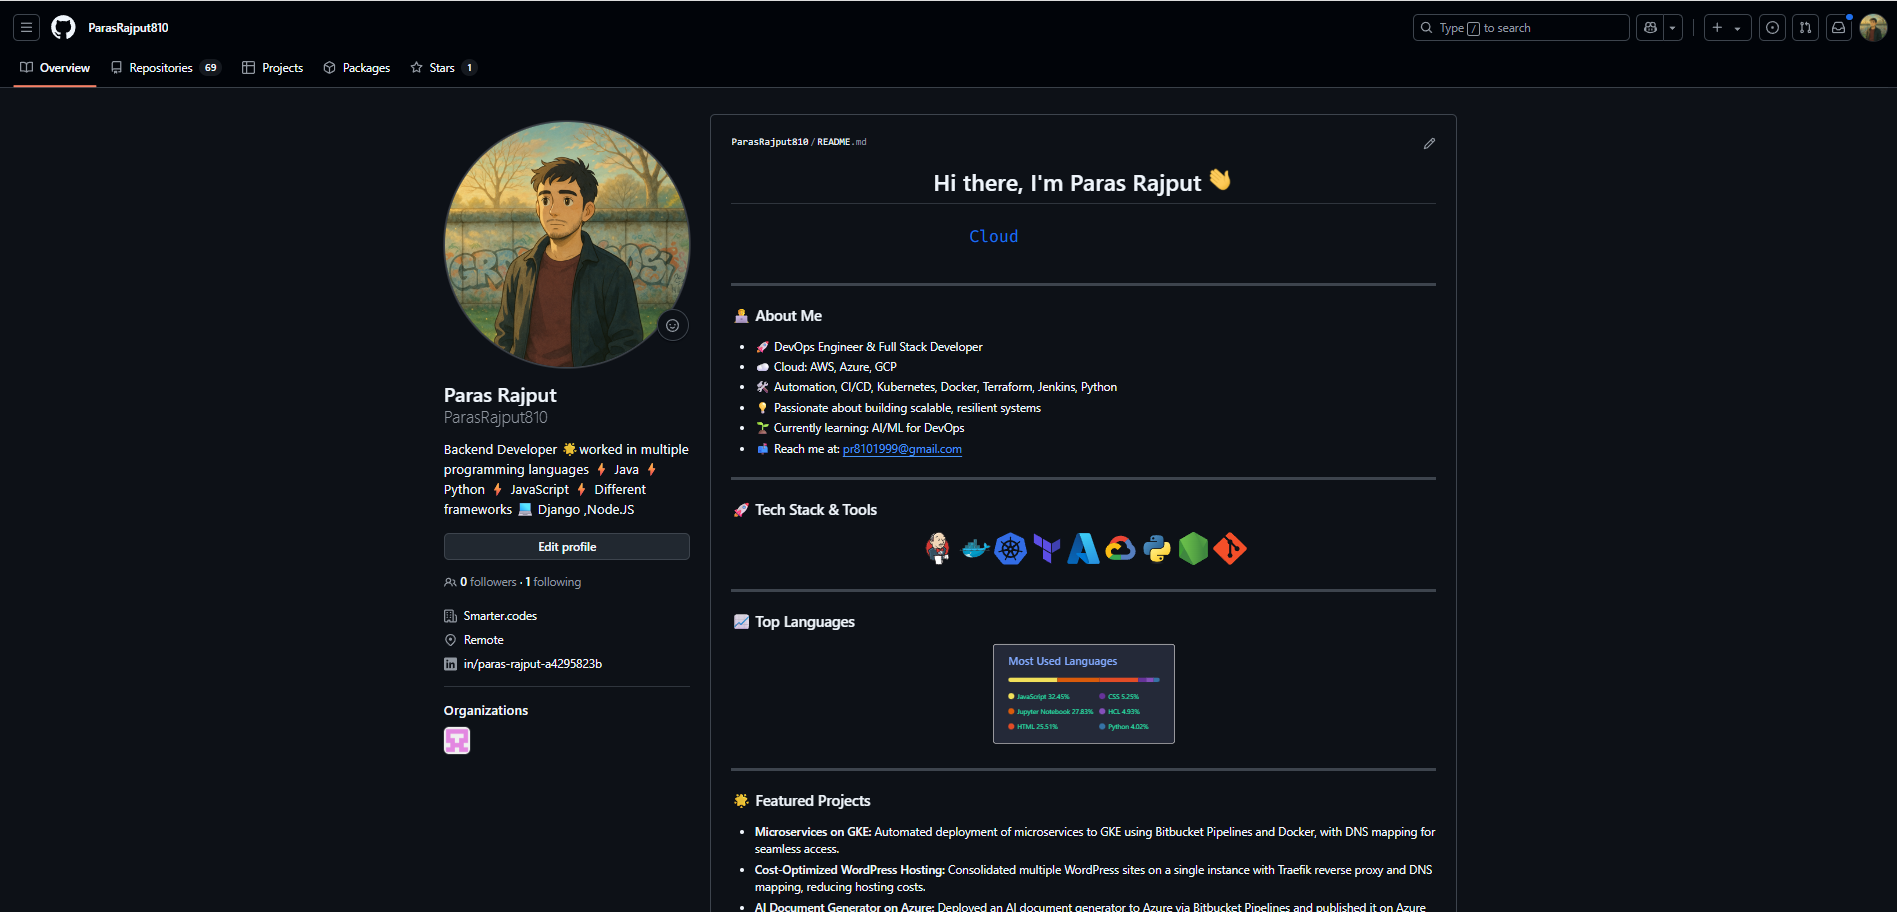 ParasRajput810
Type / to search
Overview
Repositories 69
Projects
Packages
Stars 1
GR OSi
Paras Rajput
ParasRajput810
Backend Developer 🌟worked in multiple
programming languages ⚡ Java ⚡
Python ⚡ JavaScript ⚡ Different
frameworks 💻 Django ,Node.JS
Edit profile
0 followers · 1 following
Smarter.codes
Remote
in/paras-rajput-a4295823b
Organizations
ParasRajput810/README.md
Hi there, I'm Paras Rajput 👋
Cloud
🧑‍💻 About Me
• 🚀 DevOps Engineer & Full Stack Developer
• ☁️ Cloud: AWS, Azure, GCP
• 🛠️ Automation, CI/CD, Kubernetes, Docker, Terraform, Jenkins, Python
• 💡 Passionate about building scalable, resilient systems
• 🌱 Currently learning: AI/ML for DevOps
• 📫 Reach me at: pr8101999@gmail.com
🚀 Tech Stack & Tools
📈 Top Languages
Most Used Languages
JavaScript 32.45%
Jupyter Notebook 27.83%
HTML 25.51%
CSS 5.25%
HCL 4.93%
Python 4.02%
🌟 Featured Projects
• Microservices on GKE: Automated deployment of microservices to GKE using Bitbucket Pipelines and Docker, with DNS mapping for
seamless access.
• Cost-Optimized WordPress Hosting: Consolidated multiple WordPress sites on a single instance with Traefik reverse proxy and DNS
mapping, reducing hosting costs.
• AI Document Generator on Azure: Deployed an AI document generator to Azure via Bitbucket Pipelines and published it on Azure